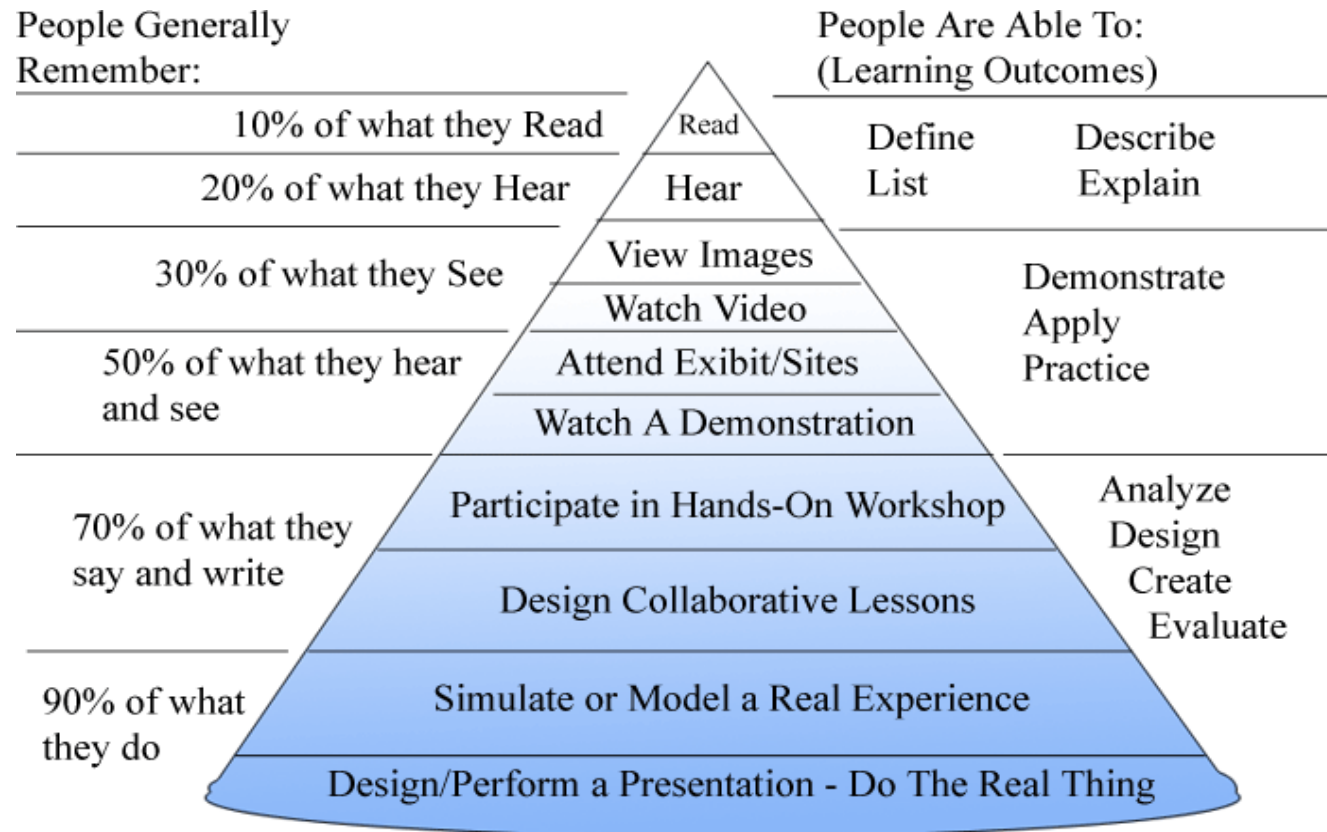 People Generally
Remember:
People Are Able To:
(Learning Outcomes)
10% of what they Read
Read
Define
Describe
List
Explain
20% of what they Hear
Hear
30% of what they See
View Images
Watch Video
Demonstrate
Apply
Practice
50% of what they hear
and see
Attend Exibit/Sites
Watch A Demonstration
70% of what they
say and write
Participate in Hands-On Workshop
Design Collaborative Lessons
Analyze
Design
Create
Evaluate
90% of what
they do
Simulate or Model a Real Experience
Design/Perform a Presentation - Do The Real Thing